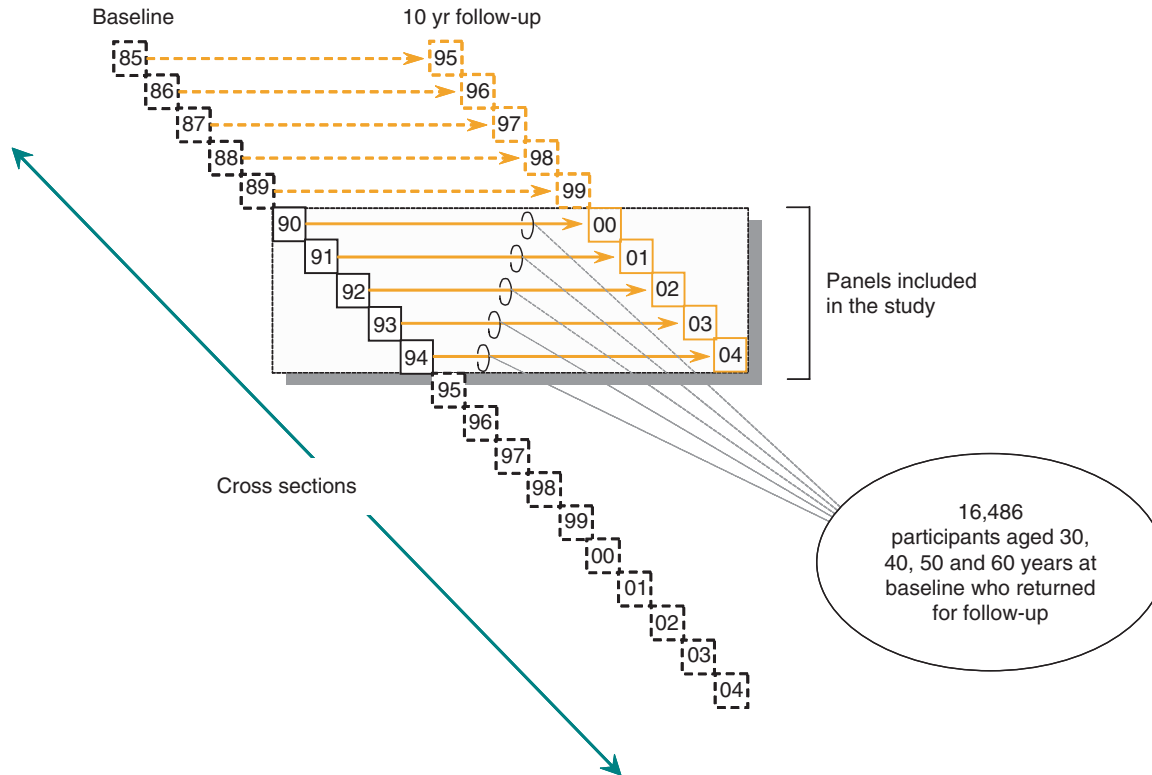 Baseline 10 yr follow-up
85 95
86 96
87 97
88 98
89 99
90 00
91 01
92 02
93 03
94 04
Panels included
in the study
95
96
97
98
99
00
01
02
03
04
Cross sections
16,486
participants aged 30,
40, 50 and 60 years at
baseline who returned
for follow-up